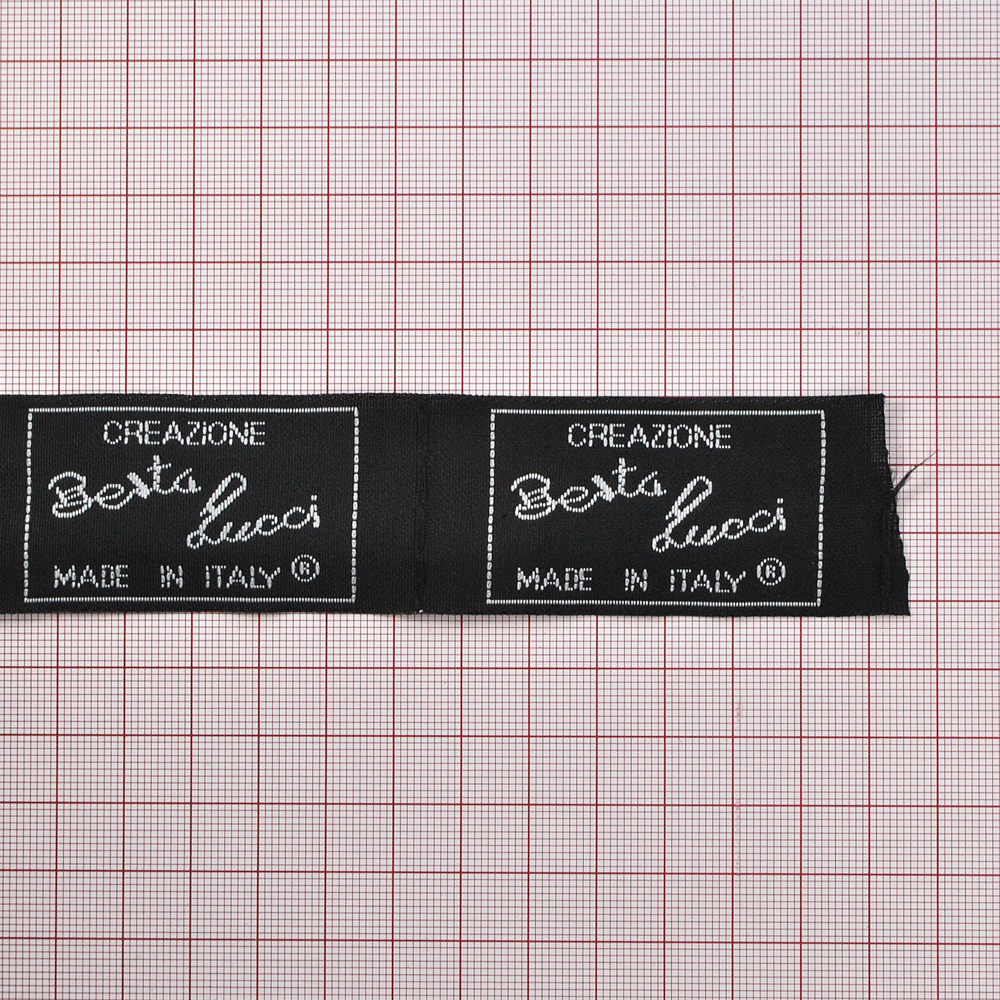 CREAZIONE
Berta
Lucci
MADE IN ITALY ®
CREAZIONE
Berta
Lucci
MADE IN ITALY ®